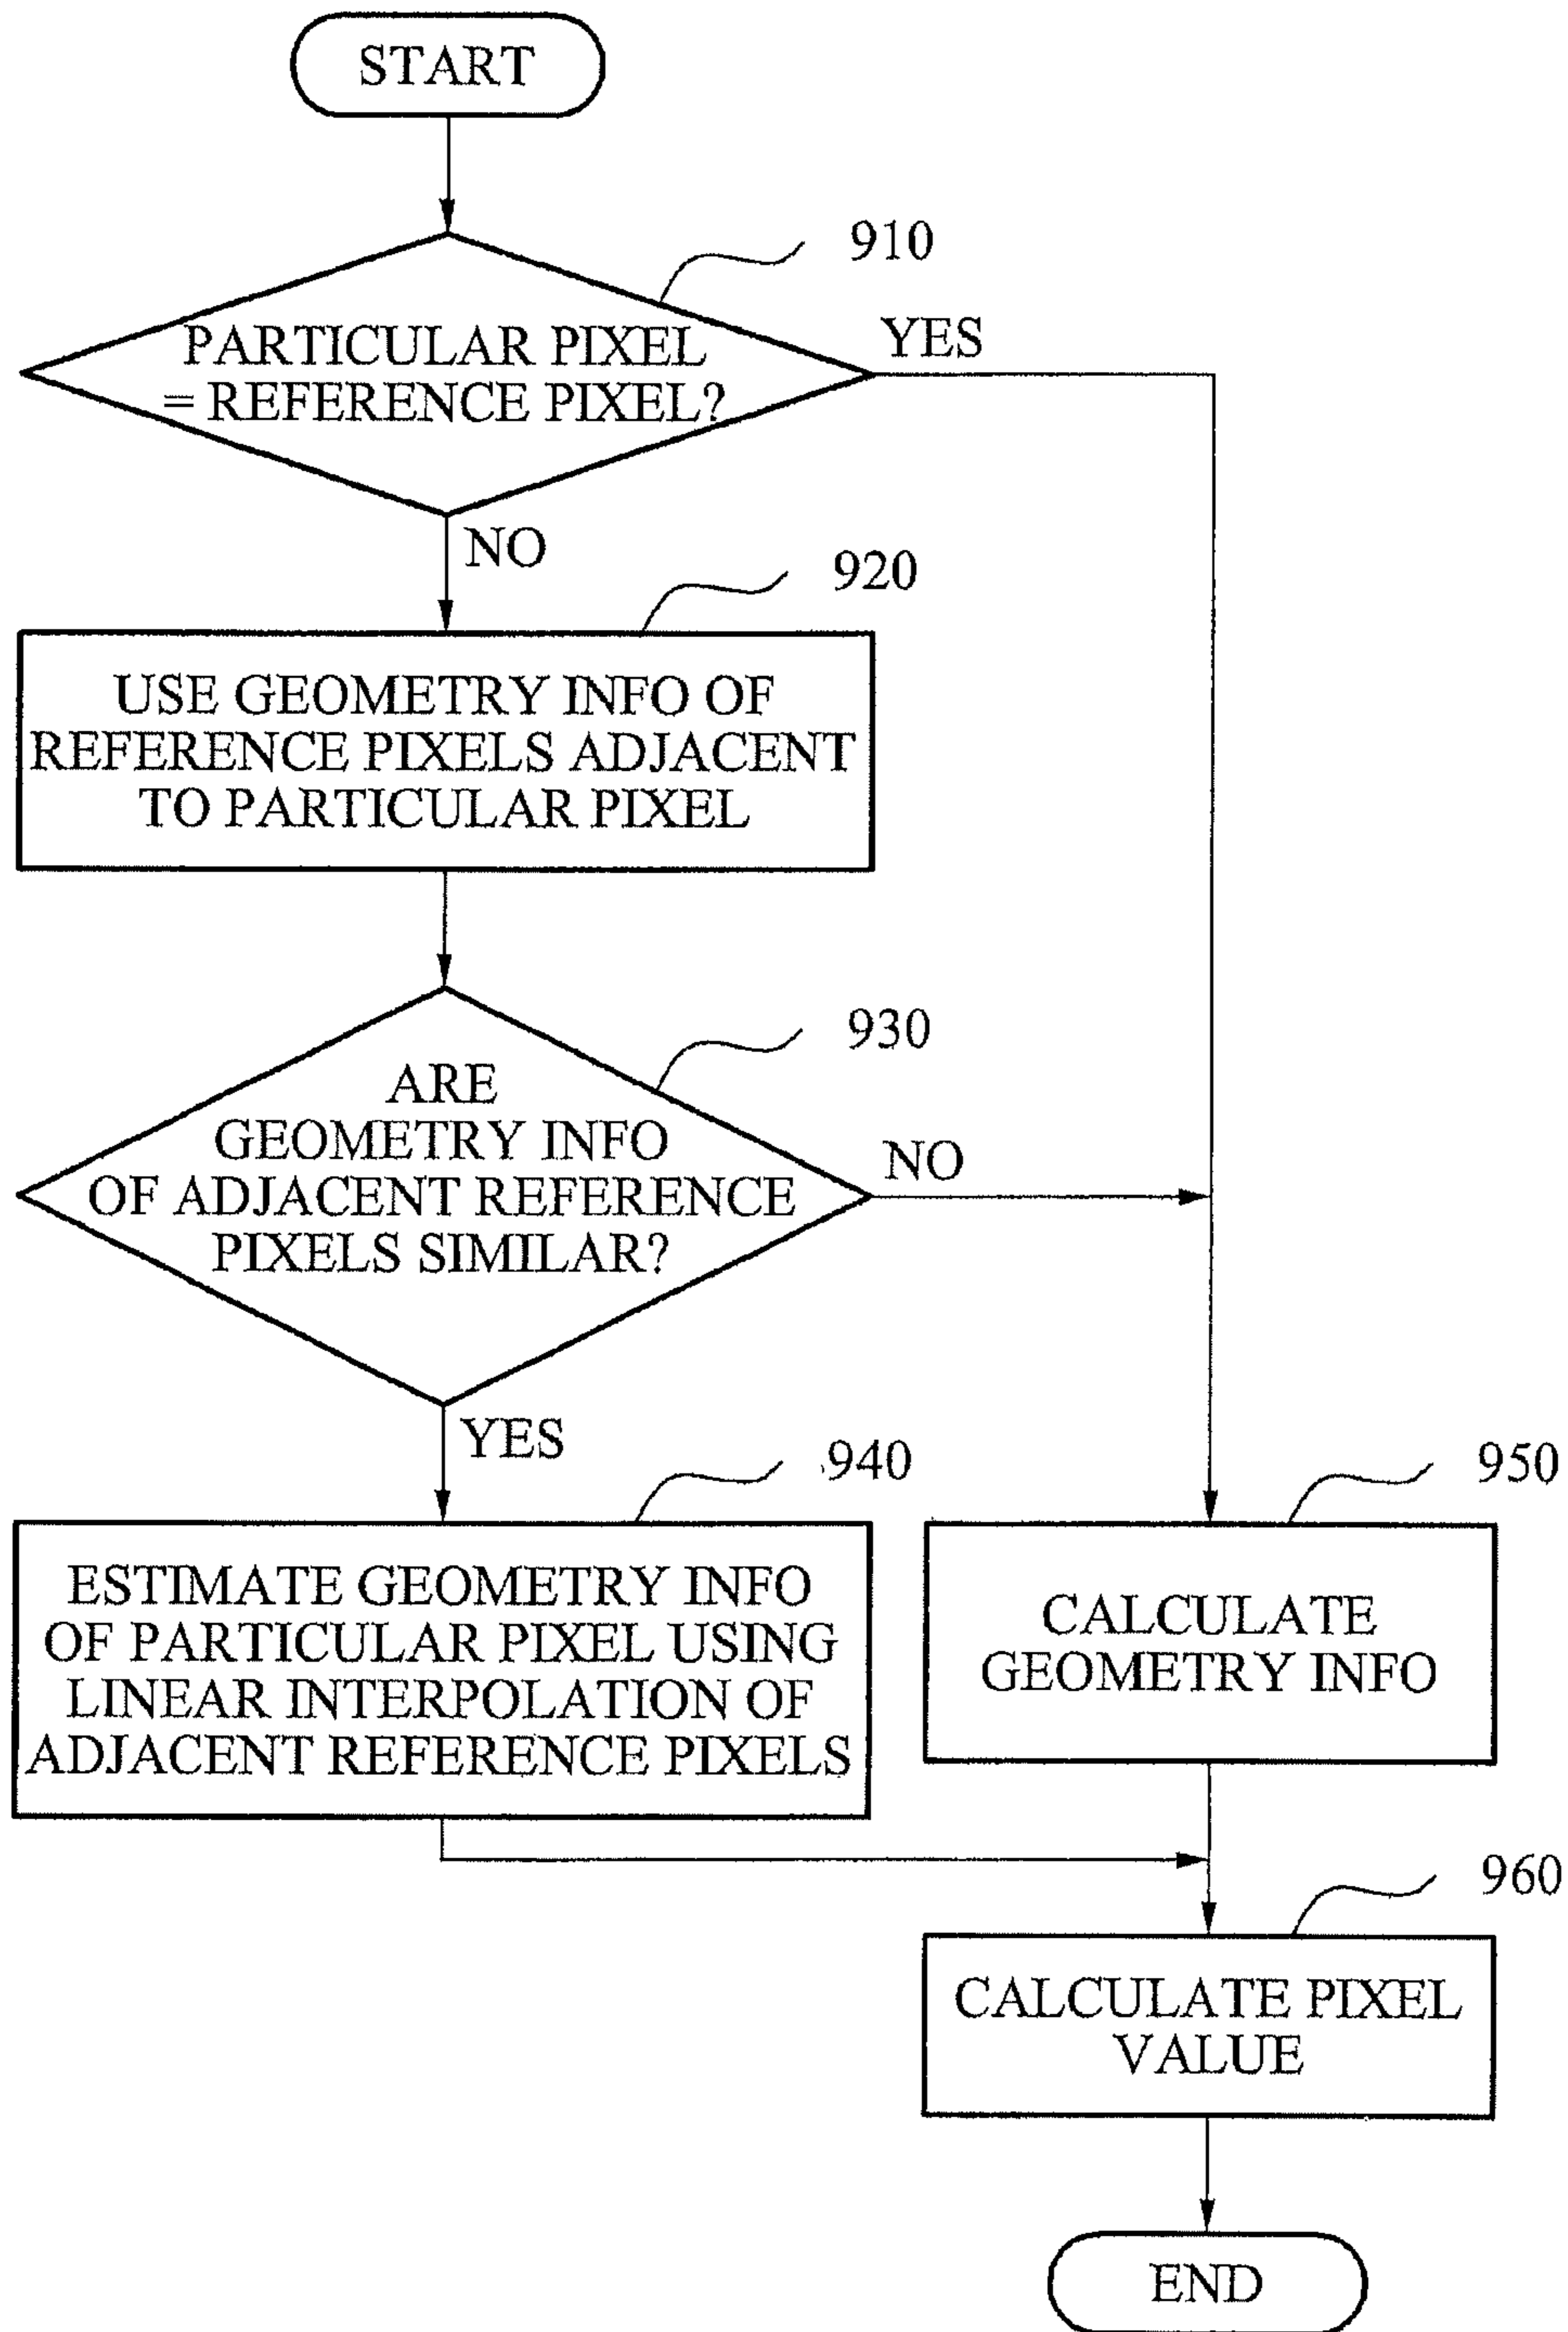 START
910
PARTICULAR PIXEL
= REFERENCE PIXEL?
YES
NO
920
USE GEOMETRY INFO OF
REFERENCE PIXELS ADJACENT
TO PARTICULAR PIXEL
930
ARE
GEOMETRY INFO
OF ADJACENT REFERENCE
PIXELS SIMILAR?
NO
YES
940
ESTIMATE GEOMETRY INFO
OF PARTICULAR PIXEL USING
LINEAR INTERPOLATION OF
ADJACENT REFERENCE PIXELS
950
CALCULATE
GEOMETRY INFO
960
CALCULATE PIXEL
VALUE
END